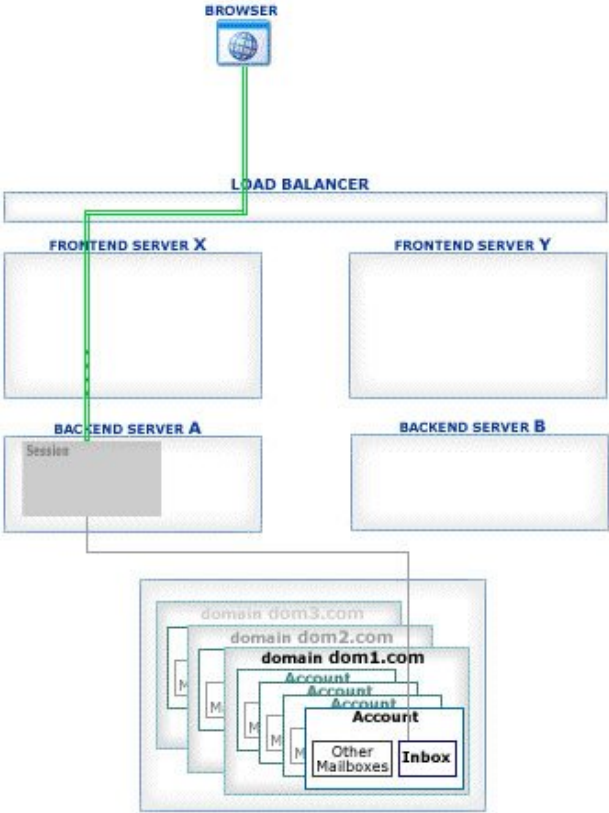 BROWSER
LOAD BALANCER
FRONTEND SERVER X
FRONTEND SERVER Y
BACKEND SERVER A
BACKEND SERVER B
Session
domain dom3.com
domain dom2.com
domain dom1.com
Account
Account
Account
Account
M
M
M
M
M
Other
Mailboxes
Inbox